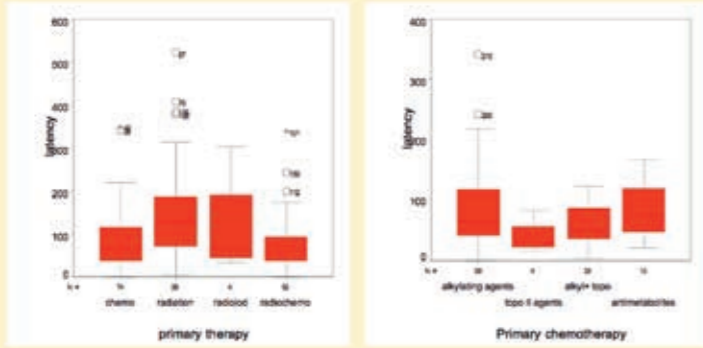 600
500
400
300
200
100
0
latency
chemo
radiation
radioiod
radiochemo
primary therapy
400
300
200
100
0
latency
alkylating agents
topo II agents
alkyl+ topo
antimetabolites
Primary chemotherapy